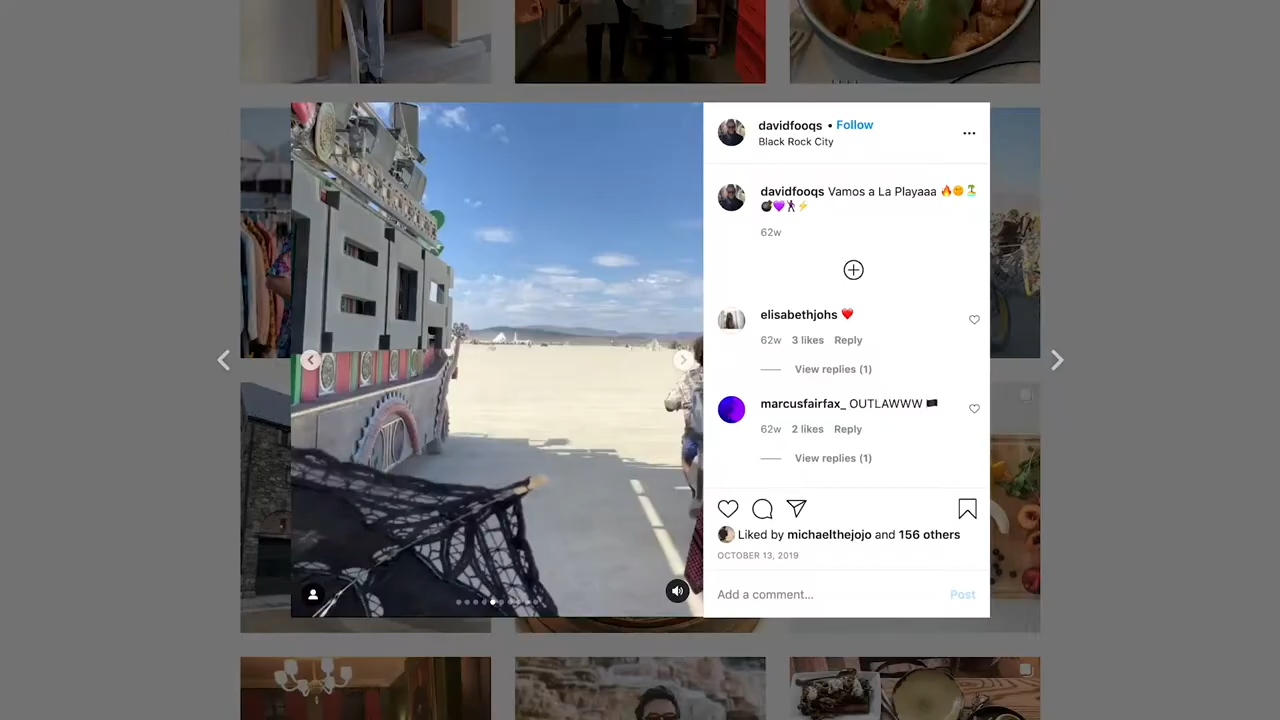 davidfooqs • Follow
Black Rock City
davidfooqs Vamos a La Playaaa 🔥🌞🏝
💣💜🕺⚡
62w
elisabethjohs ❤️
62w 3 likes Reply
View replies (1)
marcusfairfax_ OUTLAWWW 🏴
62w 2 likes Reply
View replies (1)
Liked by michaelthejojo and 156 others
OCTOBER 13, 2019
Add a comment... Post